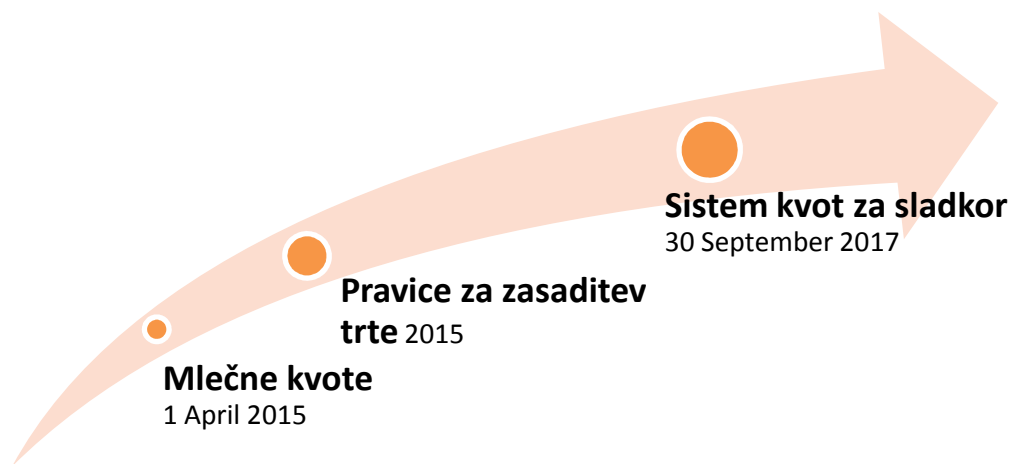 Sistem kvot za sladkor
30 September 2017
Pravice za zasaditev
trte 2015
Mlečne kvote
1 April 2015